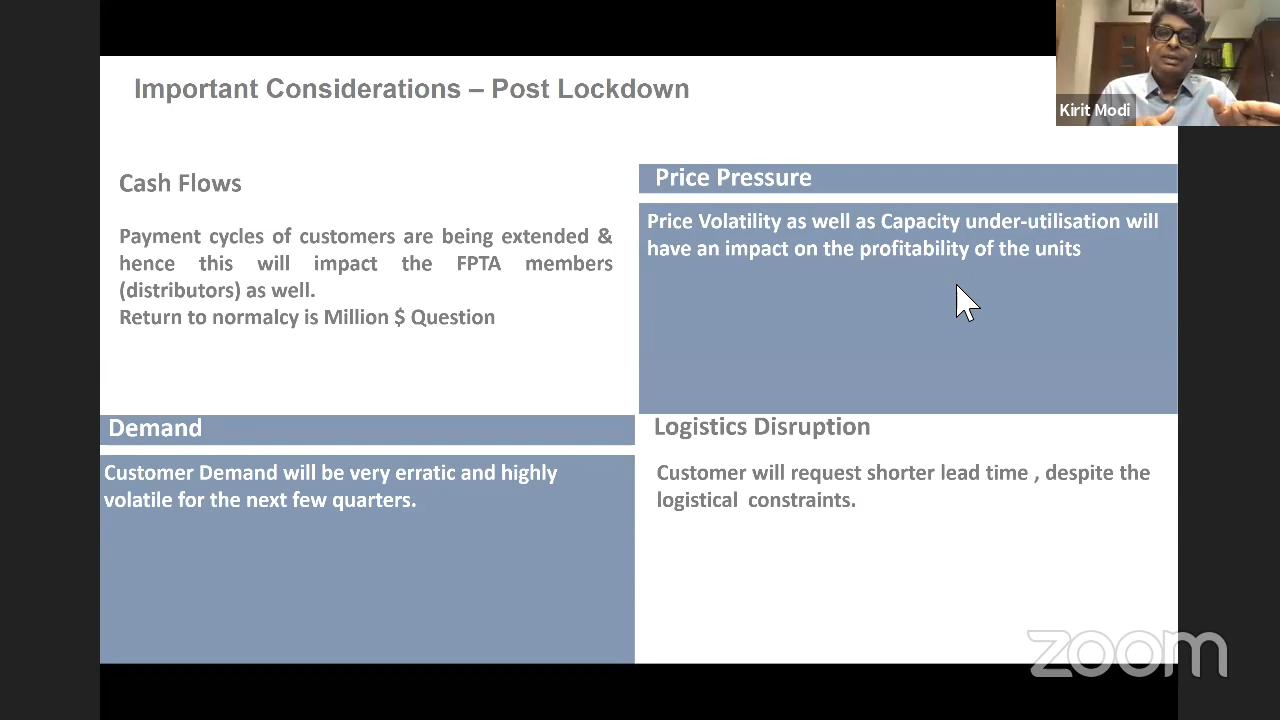 Important Considerations – Post Lockdown
Kirit Modi
Cash Flows
Payment cycles of customers are being extended &
hence this will impact the FPTA members
(distributors) as well.
Return to normalcy is Million $ Question
Price Pressure
Price Volatility as well as Capacity under-utilisation will
have an impact on the profitability of the units
Demand
Customer Demand will be very erratic and highly
volatile for the next few quarters.
Logistics Disruption
Customer will request shorter lead time , despite the
logistical constraints.
zoom